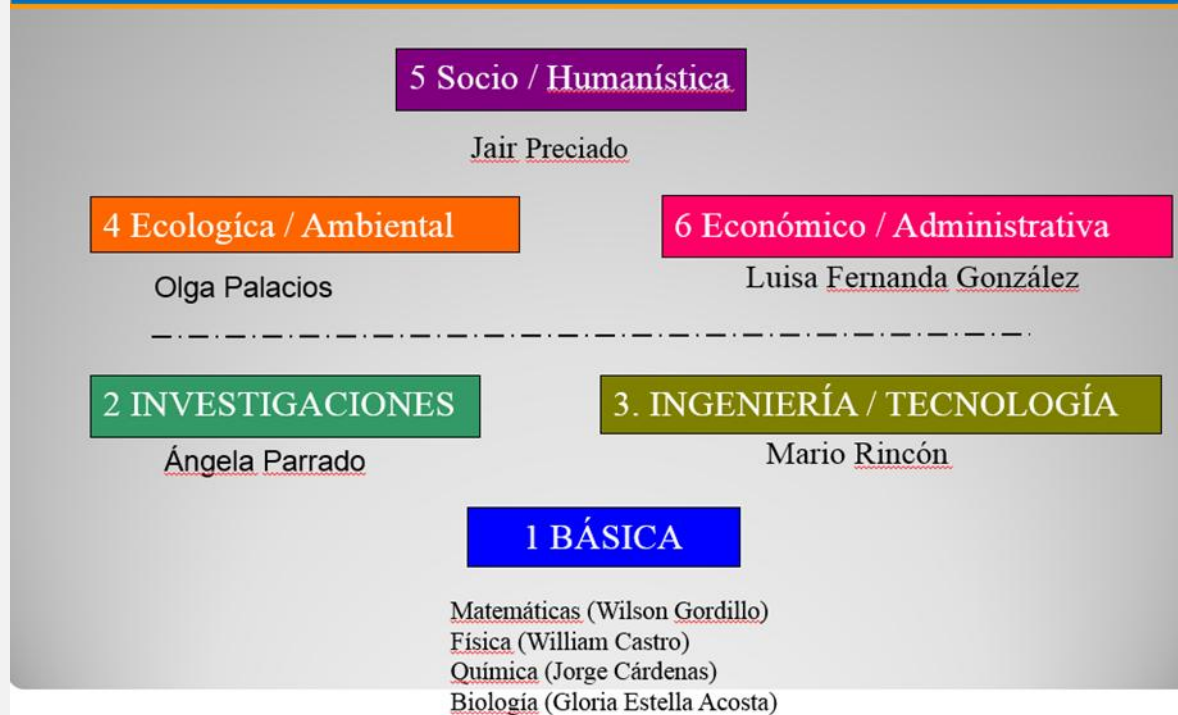 5 Socio / Humanística
Jair Preciado
4 Ecologíca / Ambiental
6 Económico / Administrativa
Olga Palacios
Luisa Fernanda González
2 INVESTIGACIONES
3. INGENIERÍA / TECNOLOGÍA
Ángela Parrado
Mario Rincón
1 BÁSICA
Matemáticas (Wilson Gordillo)
Física (William Castro)
Química (Jorge Cárdenas)
Biología (Gloria Estella Acosta)